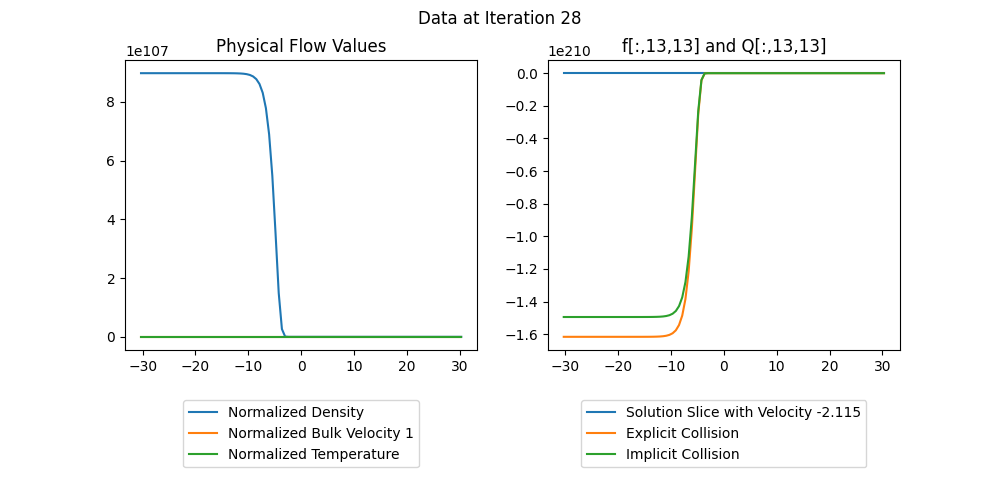 Data at Iteration 28
Physical Flow Values
1e107
8
6
4
2
0
−30
−20
−10
0
10
20
30
Normalized Density
Normalized Bulk Velocity 1
Normalized Temperature
f[:,13,13] and Q[:,13,13]
1e210
0.0
−0.2
−0.4
−0.6
−0.8
−1.0
−1.2
−1.4
−1.6
−30
−20
−10
0
10
20
30
Solution Slice with Velocity -2.115
Explicit Collision
Implicit Collision